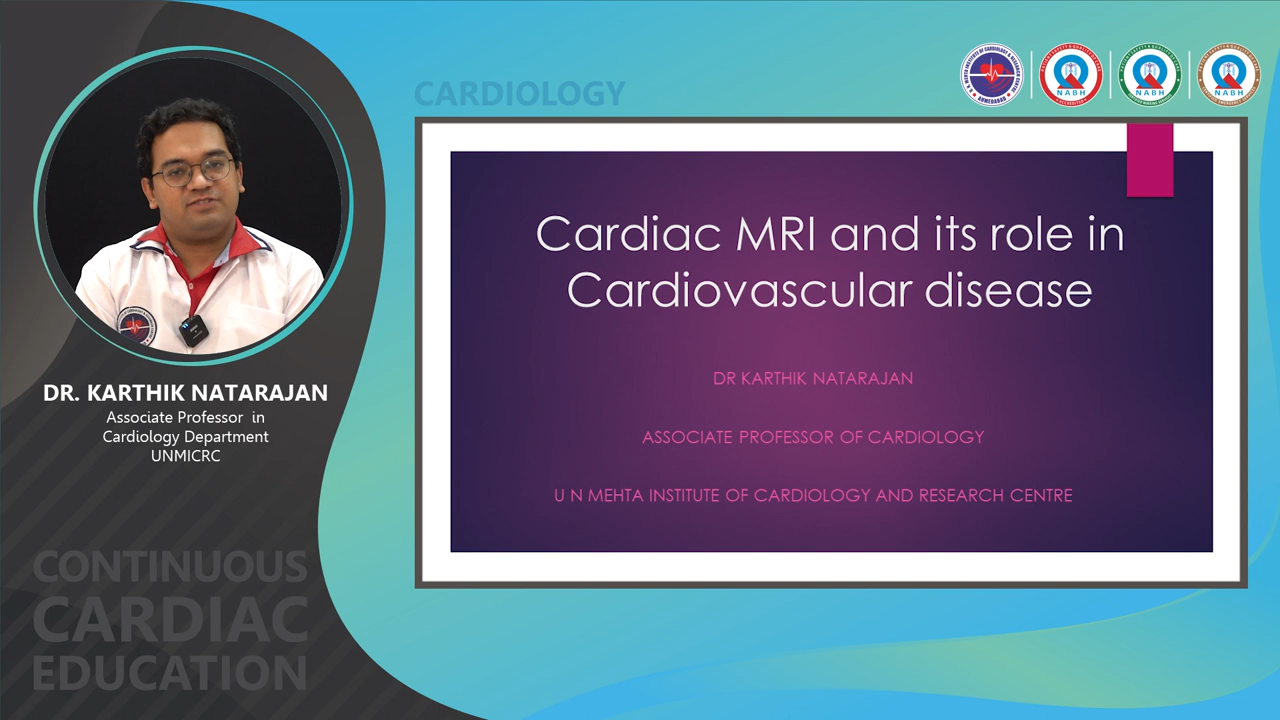 CARDIOLOGY
NABH
NABH
NABH
Cardiac MRI and its role in
Cardiovascular disease
DR KARTHIK NATARAJAN
ASSOCIATE PROFESSOR OF CARDIOLOGY
U N MEHTA INSTITUTE OF CARDIOLOGY AND RESEARCH CENTRE
DR. KARTHIK NATARAJAN
Associate Professor in
Cardiology Department
UNMICRC
CONTINUOUS
CARDIAC
EDUCATION